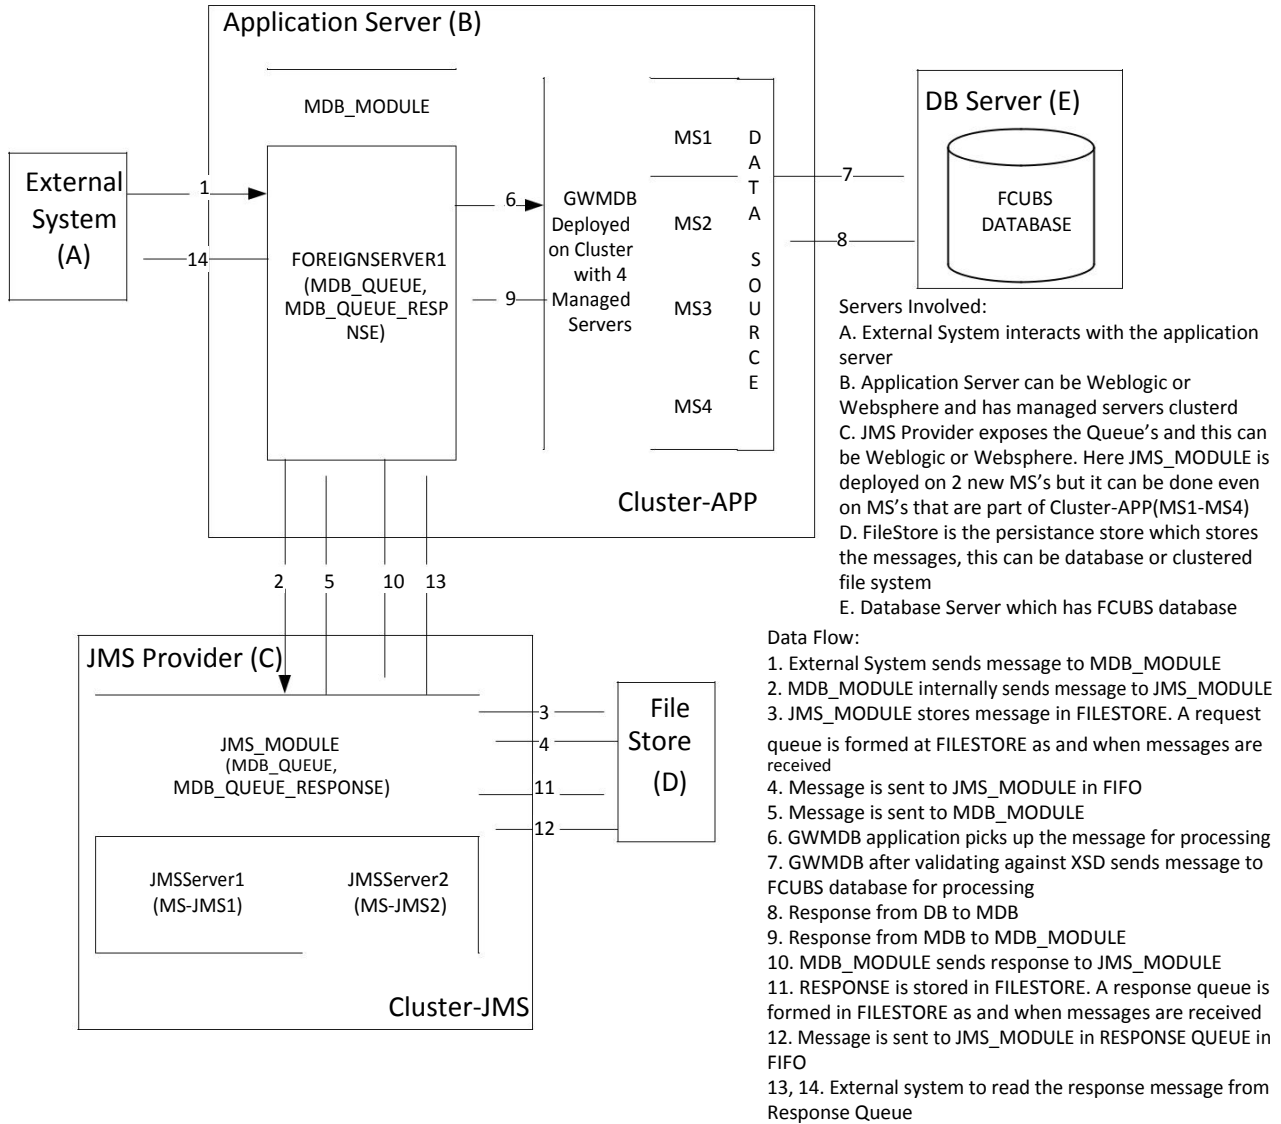 Application Server (B)
MDB_MODULE
External
System
(A)
1
14
FOREIGNSERVER1
(MDB_QUEUE,
MDB_QUEUE_RESP
NSE)
6
9
GWMDB
Deployed
on Cluster
with 4
Managed
Servers
MS1
MS2
MS3
MS4
D
A
T
A
S
O
U
R
C
E
Cluster-APP
7
8
DB Server (E)
FCUBS
DATABASE
2
5
10
13
JMS Provider (C)
JMS_MODULE
(MDB_QUEUE,
MDB_QUEUE_RESPONSE)
JMSServer1
(MS-JMS1)
JMSServer2
(MS-JMS2)
Cluster-JMS
3
4
11
12
File
Store
(D)
Servers Involved:
A. External System interacts with the application
server
B. Application Server can be Weblogic or
Websphere and has managed servers clusterd
C. JMS Provider exposes the Queue's and this can
be Weblogic or Websphere. Here JMS_MODULE is
deployed on 2 new MS's but it can be done even
on MS's that are part of Cluster-APP(MS1-MS4)
D. FileStore is the persistance store which stores
the messages, this can be database or clustered
file system
E. Database Server which has FCUBS database
Data Flow:
1. External System sends message to MDB_MODULE
2. MDB_MODULE internally sends message to JMS_MODULE
3. JMS_MODULE stores message in FILESTORE. A request
queue is formed at FILESTORE as and when messages are
received
4. Message is sent to JMS_MODULE in FIFO
5. Message is sent to MDB_MODULE
6. GWMDB application picks up the message for processing
7. GWMDB after validating against XSD sends message to
FCUBS database for processing
8. Response from DB to MDB
9. Response from MDB to MDB_MODULE
10. MDB_MODULE sends response to JMS_MODULE
11. RESPONSE is stored in FILESTORE. A response queue is
formed in FILESTORE as and when messages are received
12. Message is sent to JMS_MODULE in RESPONSE QUEUE in
FIFO
13, 14. External system to read the response message from
Response Queue